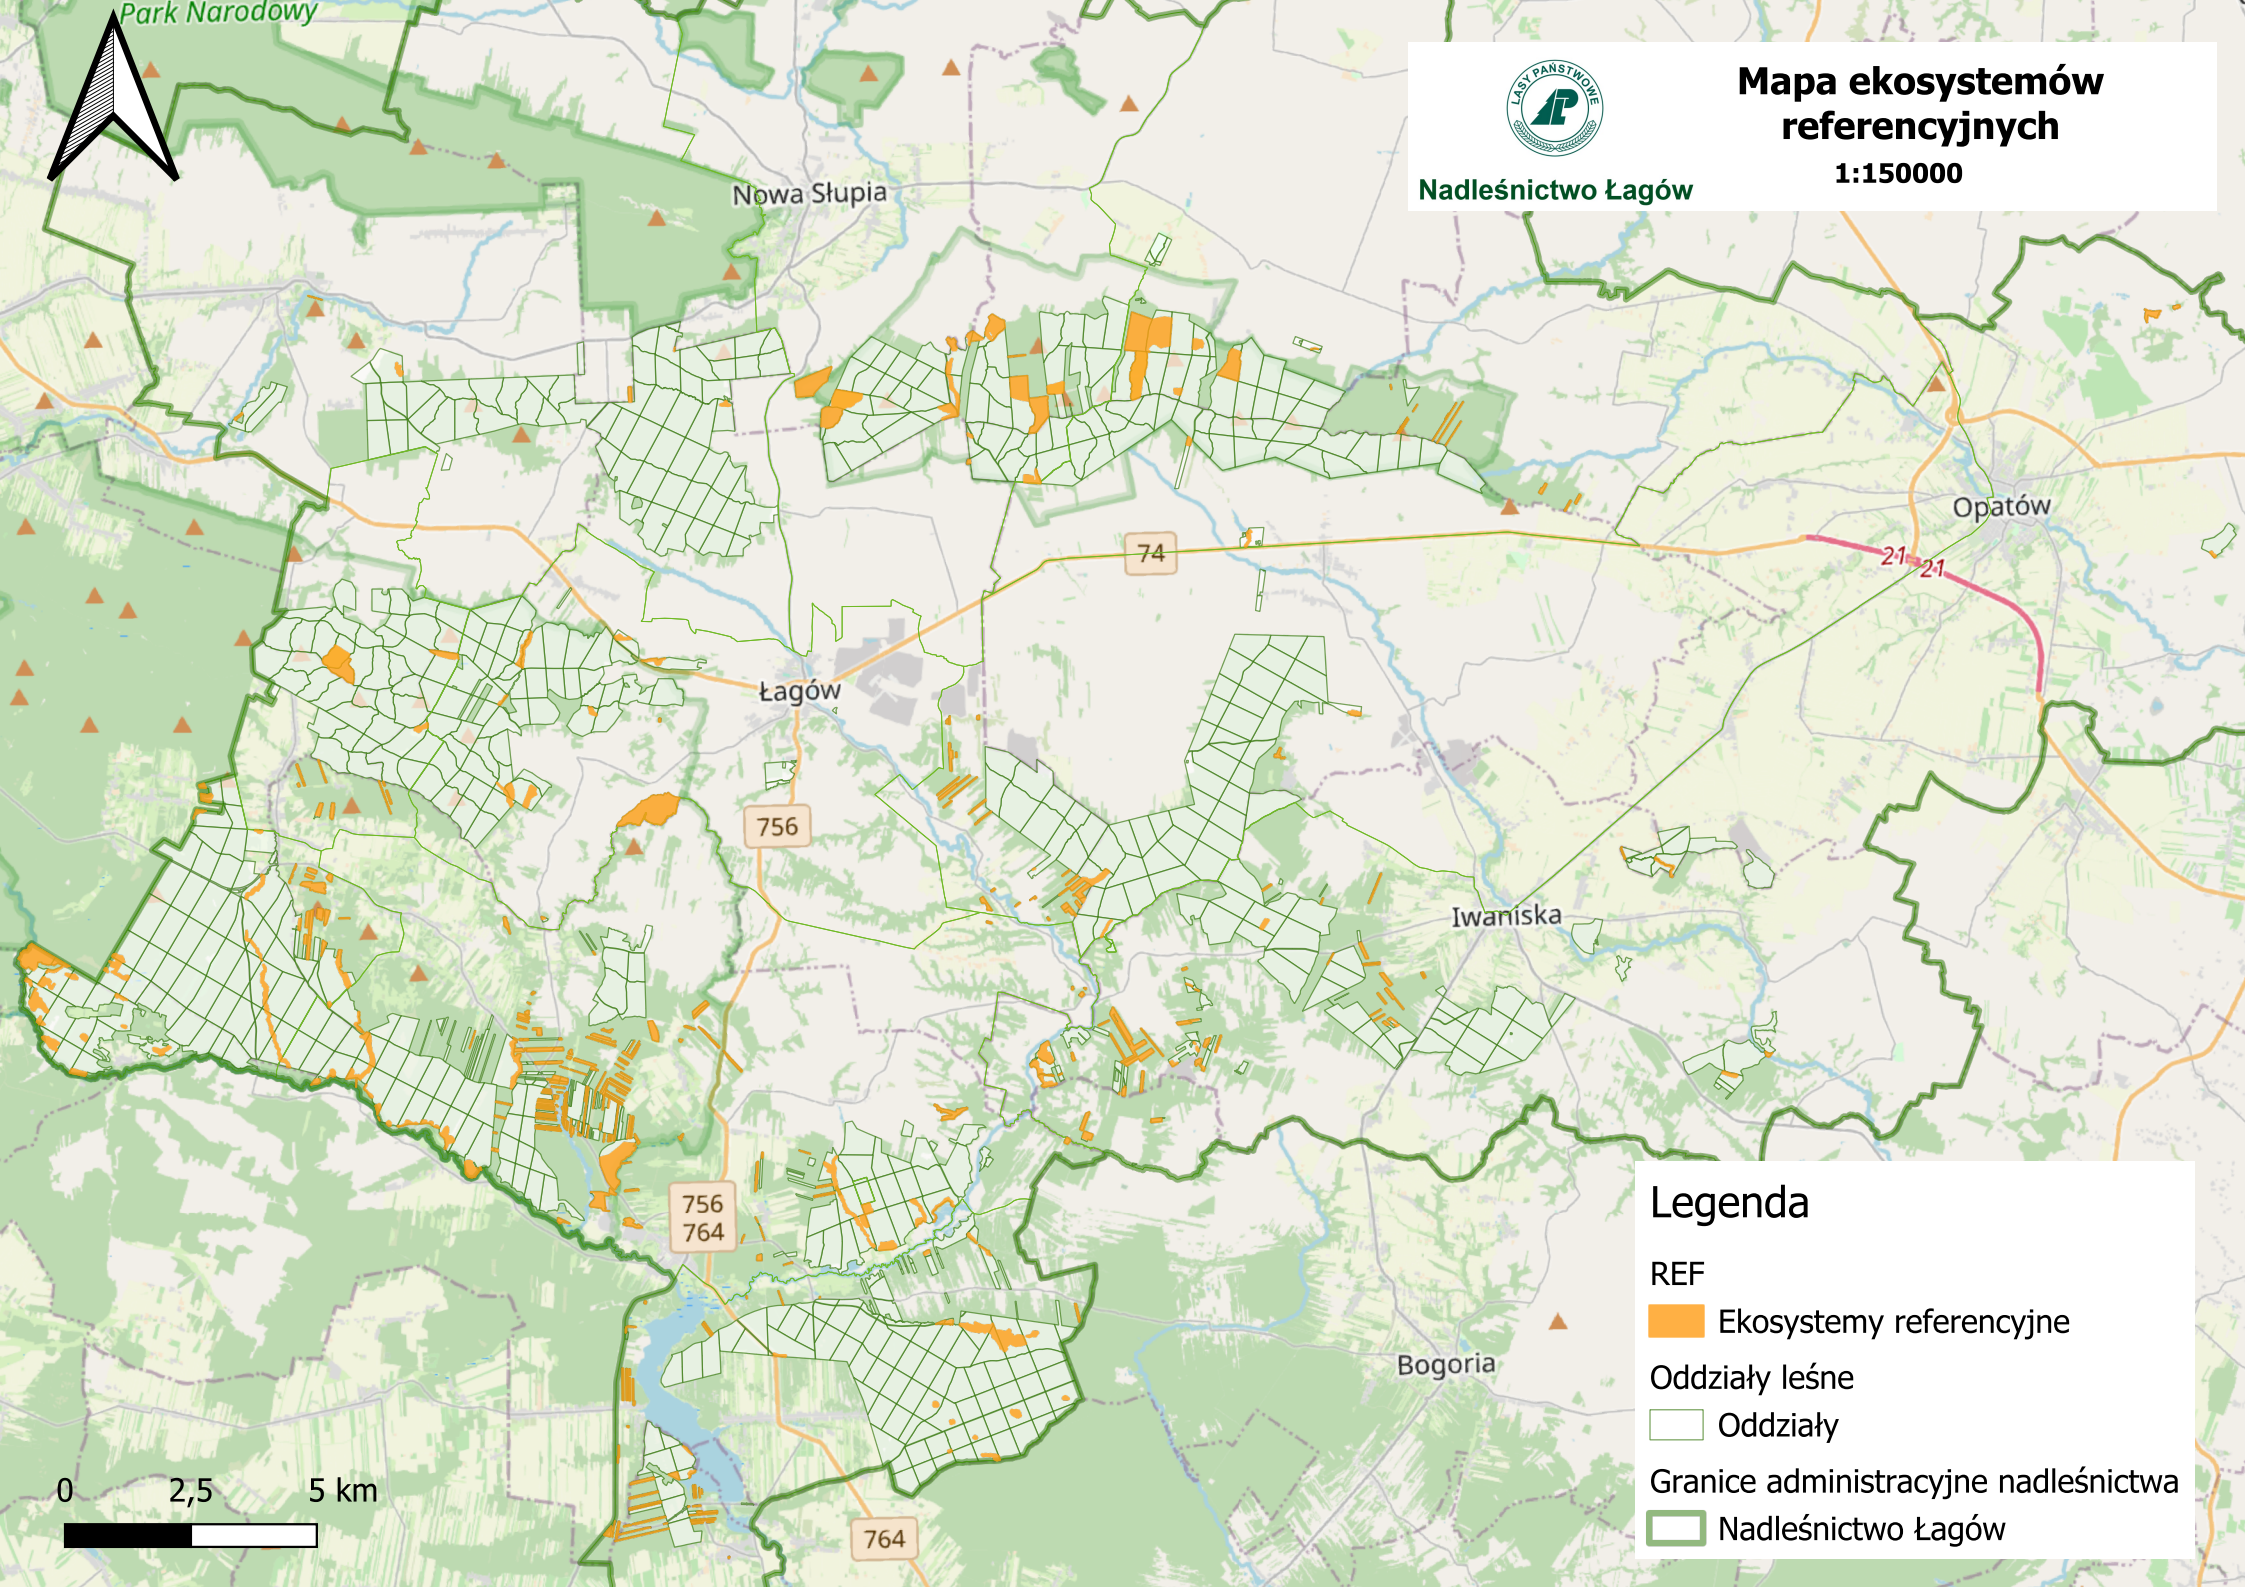 Park Narodowy
LASY PAŃSTWOWE
Nadleśnictwo Łagów
Mapa ekosystemów
referencyjnych
1:150000
Nowa Słupia
Opatów
74
21
21
Łagów
756
Iwaniska
756
764
Bogoria
764
0 2,5 5 km
Legenda
REF
Ekosystemy referencyjne
Oddziały leśne
Oddziały
Granice administracyjne nadleśnictwa
Nadleśnictwo Łagów